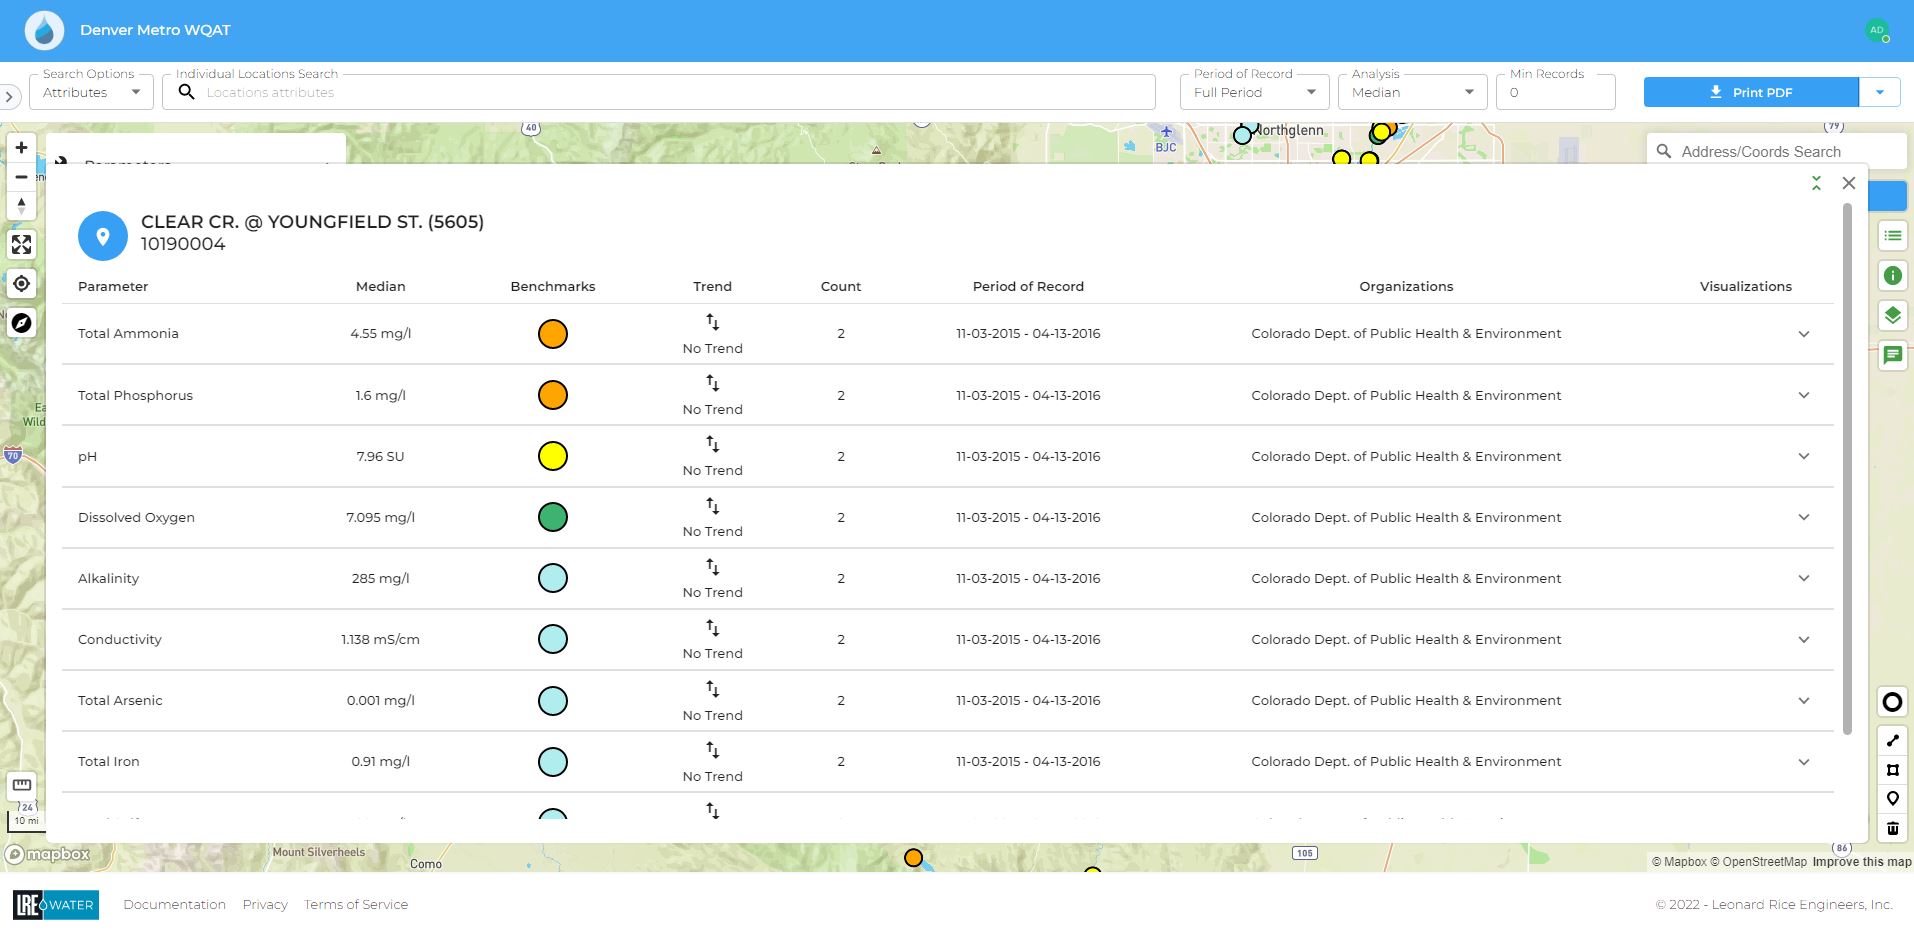 Denver Metro WQAT
AD
Search Options
Attributes
Individual Locations Search
Locations attributes
Period of Record
Full Period
Analysis
Median
Min Records
0
Print PDF
40
Northglenn
BJC
79
Parameters
Address/Coords Search
CLEAR CR. @ YOUNGFIELD ST. (5605)
10190004
Parameter Median Benchmarks Trend Count Period of Record Organizations Visualizations
Total Ammonia 4.55 mg/l No Trend 2 11-03-2015 - 04-13-2016 Colorado Dept. of Public Health & Environment
Total Phosphorus 1.6 mg/l No Trend 2 11-03-2015 - 04-13-2016 Colorado Dept. of Public Health & Environment
pH 7.96 SU No Trend 2 11-03-2015 - 04-13-2016 Colorado Dept. of Public Health & Environment
Dissolved Oxygen 7.095 mg/l No Trend 2 11-03-2015 - 04-13-2016 Colorado Dept. of Public Health & Environment
Alkalinity 285 mg/l No Trend 2 11-03-2015 - 04-13-2016 Colorado Dept. of Public Health & Environment
Conductivity 1.138 mS/cm No Trend 2 11-03-2015 - 04-13-2016 Colorado Dept. of Public Health & Environment
Total Arsenic 0.001 mg/l No Trend 2 11-03-2015 - 04-13-2016 Colorado Dept. of Public Health & Environment
Total Iron 0.91 mg/l No Trend 2 11-03-2015 - 04-13-2016 Colorado Dept. of Public Health & Environment
70
24
10 mi
mapbox
Mount Silverheels
Como
105
86
© Mapbox © OpenStreetMap Improve this map
LRE WATER
Documentation Privacy Terms of Service
© 2022 - Leonard Rice Engineers, Inc.